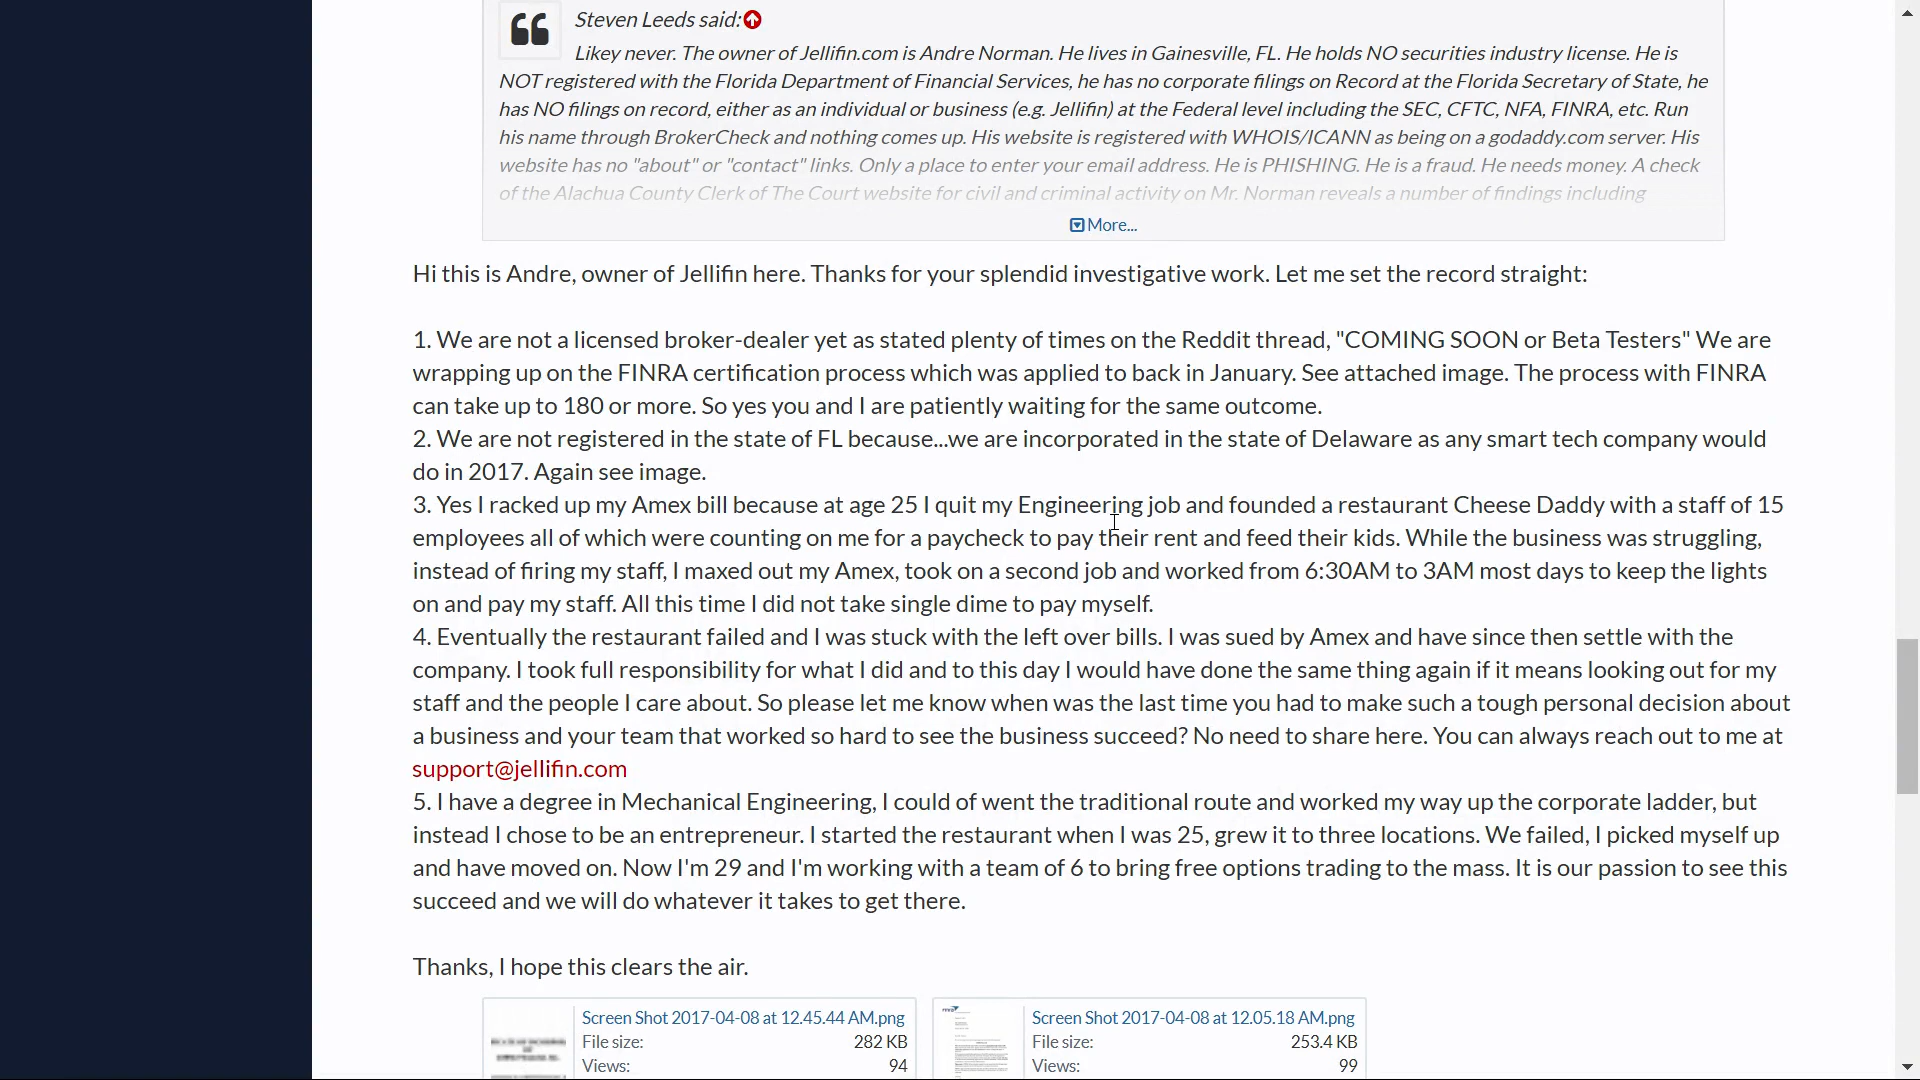 Steven Leeds said:
Likey never. The owner of Jellifin.com is Andre Norman. He lives in Gainesville, FL. He holds NO securities industry license. He is
NOT registered with the Florida Department of Financial Services, he has no corporate filings on Record at the Florida Secretary of State, he
has NO filings on record, either as an individual or business (e.g. Jellifin) at the Federal level including the SEC, CFTC, NFA, FINRA, etc. Run
his name through BrokerCheck and nothing comes up. His website is registered with WHOIS/ICANN as being on a godaddy.com server. His
website has no "about" or "contact" links. Only a place to enter your email address. He is PHISHING. He is a fraud. He needs money. A check
of the Alachua County Clerk of The Court website for civil and criminal activity on Mr. Norman reveals a number of findings including
More...
Hi this is Andre, owner of Jellifin here. Thanks for your splendid investigative work. Let me set the record straight:
1. We are not a licensed broker-dealer yet as stated plenty of times on the Reddit thread, "COMING SOON or Beta Testers" We are
wrapping up on the FINRA certification process which was applied to back in January. See attached image. The process with FINRA
can take up to 180 or more. So yes you and I are patiently waiting for the same outcome.
2. We are not registered in the state of FL because...we are incorporated in the state of Delaware as any smart tech company would
do in 2017. Again see image.
3. Yes I racked up my Amex bill because at age 25 I quit my Engineering job and founded a restaurant Cheese Daddy with a staff of 15
employees all of which were counting on me for a paycheck to pay their rent and feed their kids. While the business was struggling,
instead of firing my staff, I maxed out my Amex, took on a second job and worked from 6:30AM to 3AM most days to keep the lights
on and pay my staff. All this time I did not take single dime to pay myself.
4. Eventually the restaurant failed and I was stuck with the left over bills. I was sued by Amex and have since then settle with the
company. I took full responsibility for what I did and to this day I would have done the same thing again if it means looking out for my
staff and the people I care about. So please let me know when was the last time you had to make such a tough personal decision about
a business and your team that worked so hard to see the business succeed? No need to share here. You can always reach out to me at
support@jellifin.com
5. I have a degree in Mechanical Engineering, I could of went the traditional route and worked my way up the corporate ladder, but
instead I chose to be an entrepreneur. I started the restaurant when I was 25, grew it to three locations. We failed, I picked myself up
and have moved on. Now I'm 29 and I'm working with a team of 6 to bring free options trading to the mass. It is our passion to see this
succeed and we will do whatever it takes to get there.
Thanks, I hope this clears the air.
Screen Shot 2017-04-08 at 12.45.44 AM.png
File size: 282 KB
Views: 94
Screen Shot 2017-04-08 at 12.05.18 AM.png
File size: 253.4 KB
Views: 99